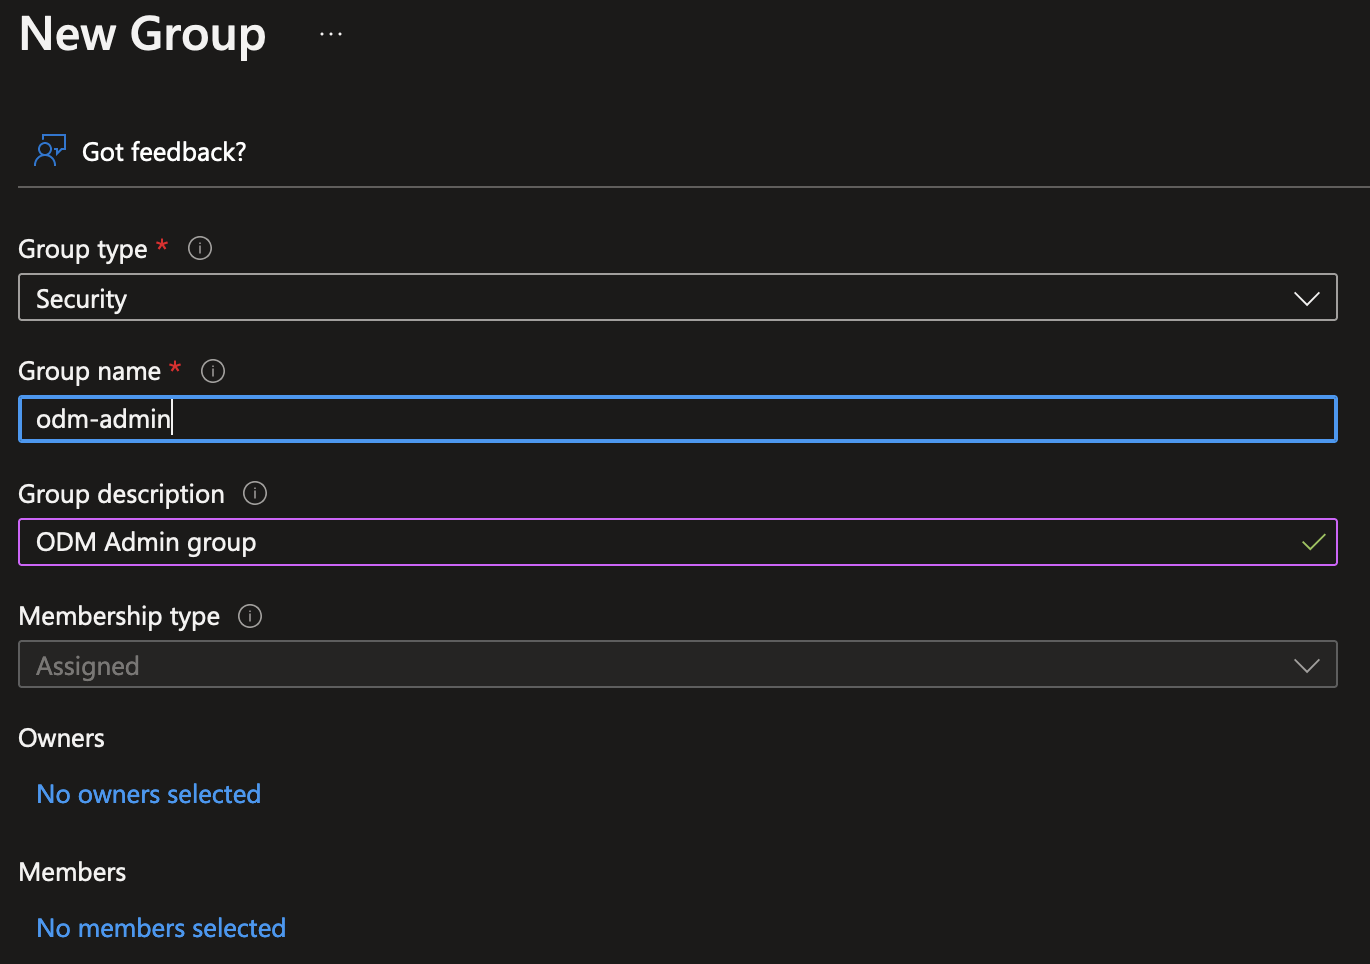 New Group ...
Got feedback?
Group type *
Security
Group name *
odm-admin
Group description
ODM Admin group
Membership type
Assigned
Owners
No owners selected
Members
No members selected